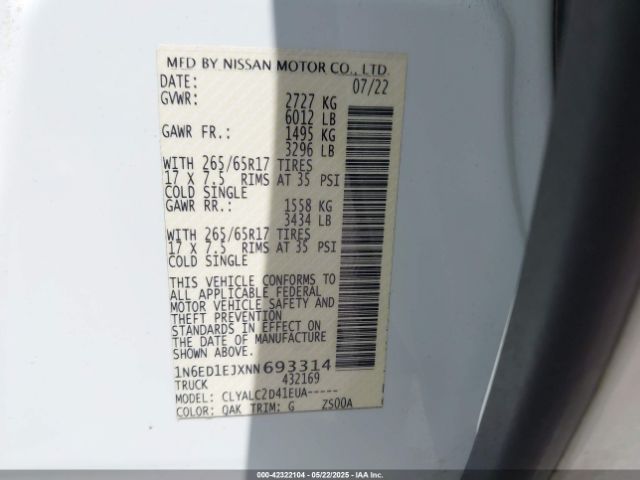 MFD BY NISSAN MOTOR CO., LTD.
DATE: 07/22
GVWR: 2727 KG
6012 LB
GAWR FR.: 1495 KG
3296 LB
WITH 265/65R17 TIRES
17 X 7.5 RIMS AT 35 PSI
COLD SINGLE
GAWR RR.: 1558 KG
3434 LB
WITH 265/65R17 TIRES
17 X 7.5 RIMS AT 35 PSI
COLD SINGLE
THIS VEHICLE CONFORMS TO
ALL APPLICABLE FEDERAL
MOTOR VEHICLE SAFETY AND
THEFT PREVENTION
STANDARDS IN EFFECT ON
THE DATE OF MANUFACTURE
SHOWN ABOVE.
1N6ED1EJXNN693314
TRUCK 432169
MODEL: CLYALC2D41EUA-----
COLOR: QAK TRIM: G ZS00A
000-42322104 - 05/22/2025 - IAA Inc.